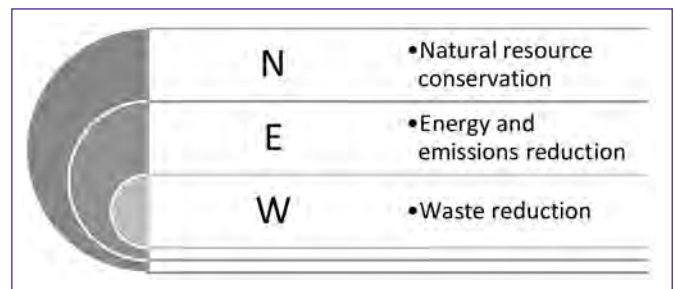 N
•Natural resource
conservation
E
•Energy and
emissions reduction
W
•Waste reduction